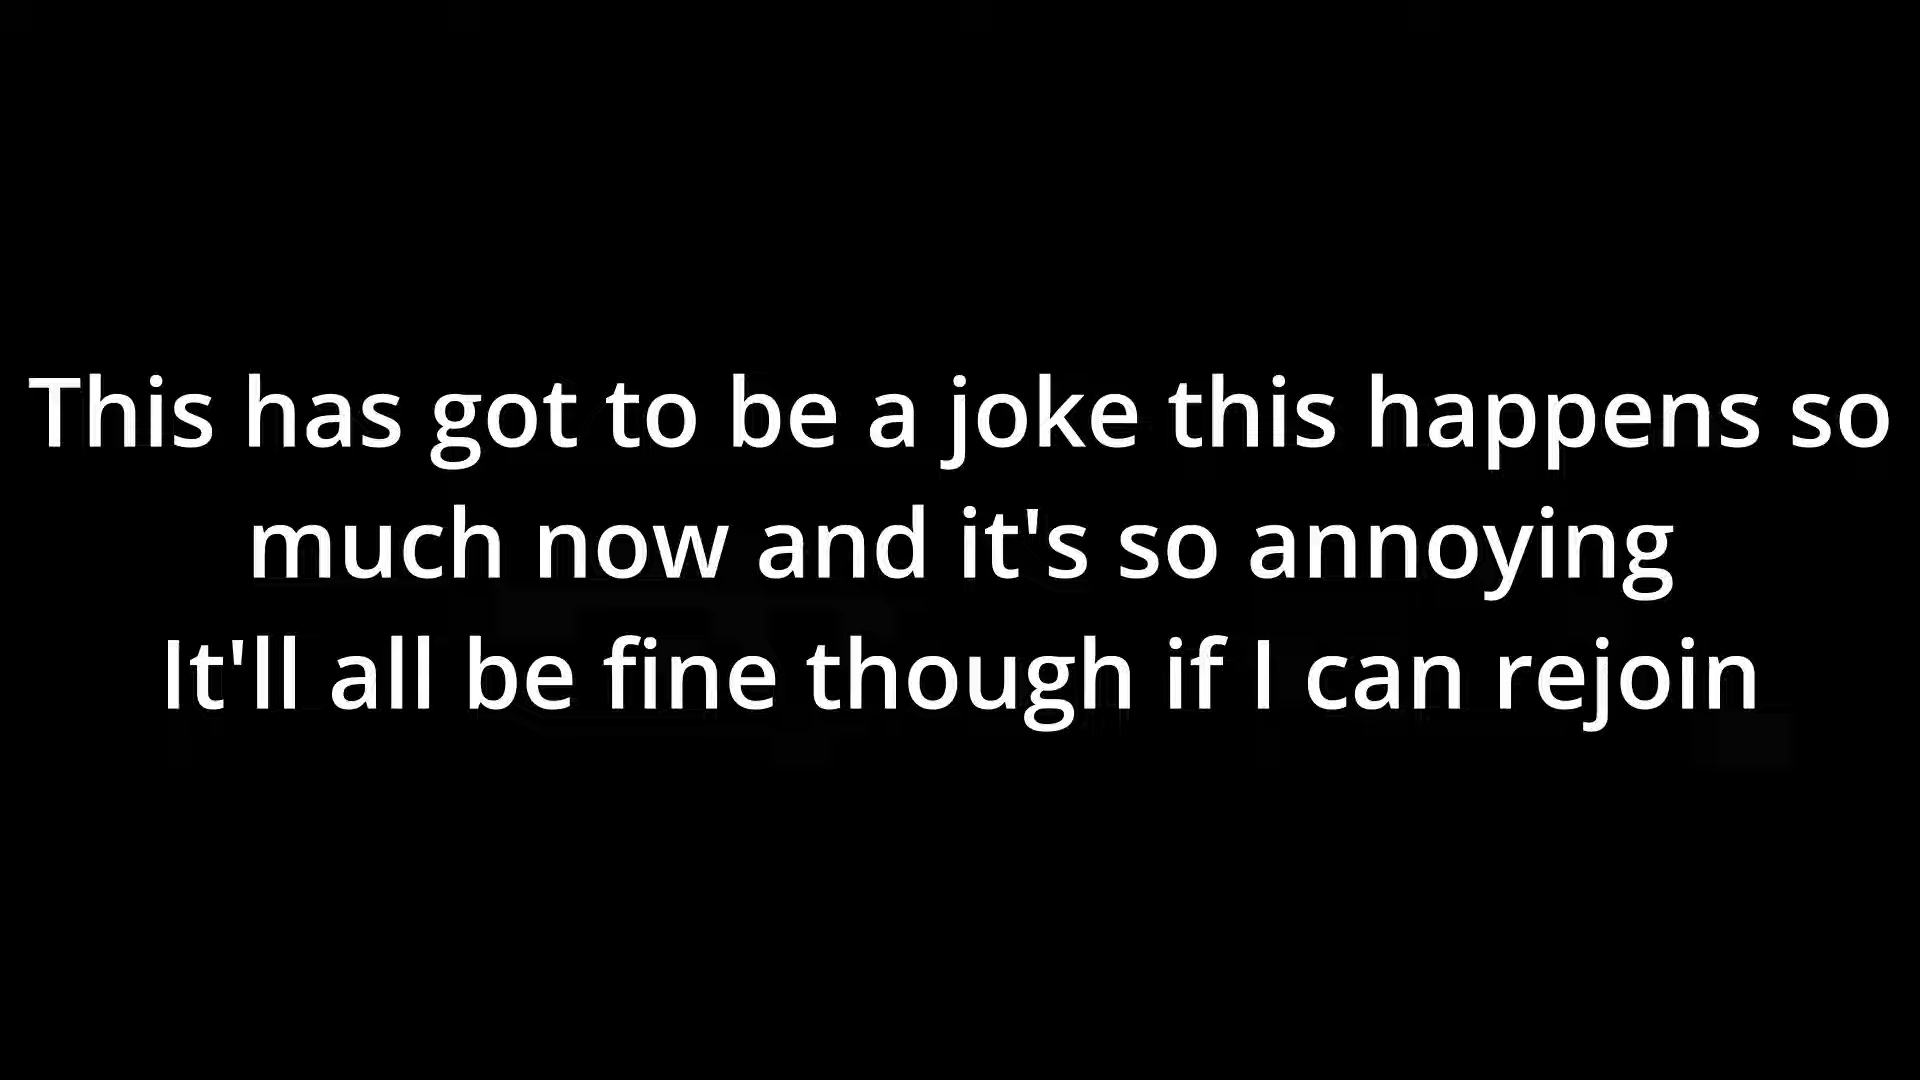 This has got to be a joke this happens so
much now and it's so annoying
It'll all be fine though if I can rejoin